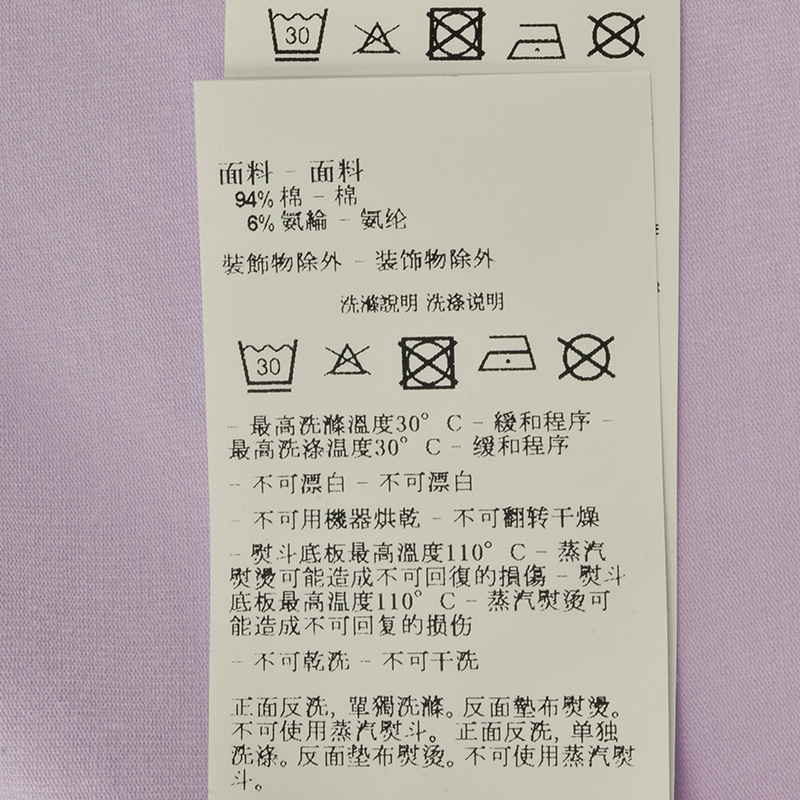 30
面料 - 面料
94% 棉 - 棉
6% 氨綸 - 氨纶
裝飾物除外 - 装饰物除外
洗滌說明 洗涤说明
30
- 最高洗滌溫度30° C - 緩和程序 -
最高洗涤温度30° C - 缓和程序
- 不可漂白 - 不可漂白
- 不可用機器烘乾 - 不可翻转干燥
- 熨斗底板最高溫度110° C - 蒸汽
熨燙可能造成不可回復的損傷 - 熨斗
底板最高温度110° C - 蒸汽熨烫可
能造成不可回复的损伤
- 不可乾洗 - 不可干洗
正面反洗, 單獨洗滌。反面墊布熨燙。
不可使用蒸汽熨斗。 正面反洗, 单独
洗涤。反面垫布熨烫。不可使用蒸汽熨
斗。